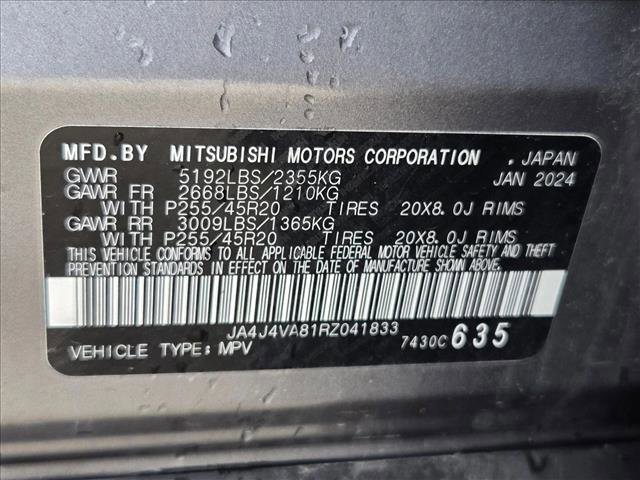 MFD.BY MITSUBISHI MOTORS CORPORATION . JAPAN
GVWR 5192LBS/2355KG JAN 2024
GAWR FR 2668LBS/1210KG
WITH P255/45R20 TIRES 20X8.0J RIMS
GAWR RR 3009LBS/1365KG
WITH P255/45R20 TIRES 20X8.0J RIMS
THIS VEHICLE CONFORMS TO ALL APPLICABLE FEDERAL MOTOR VEHICLE SAFETY AND THEFT
PREVENTION STANDARDS IN EFFECT ON THE DATE OF MANUFACTURE SHOWN ABOVE.
JA4J4VA81RZ041833
VEHICLE TYPE: MPV 7430C 635